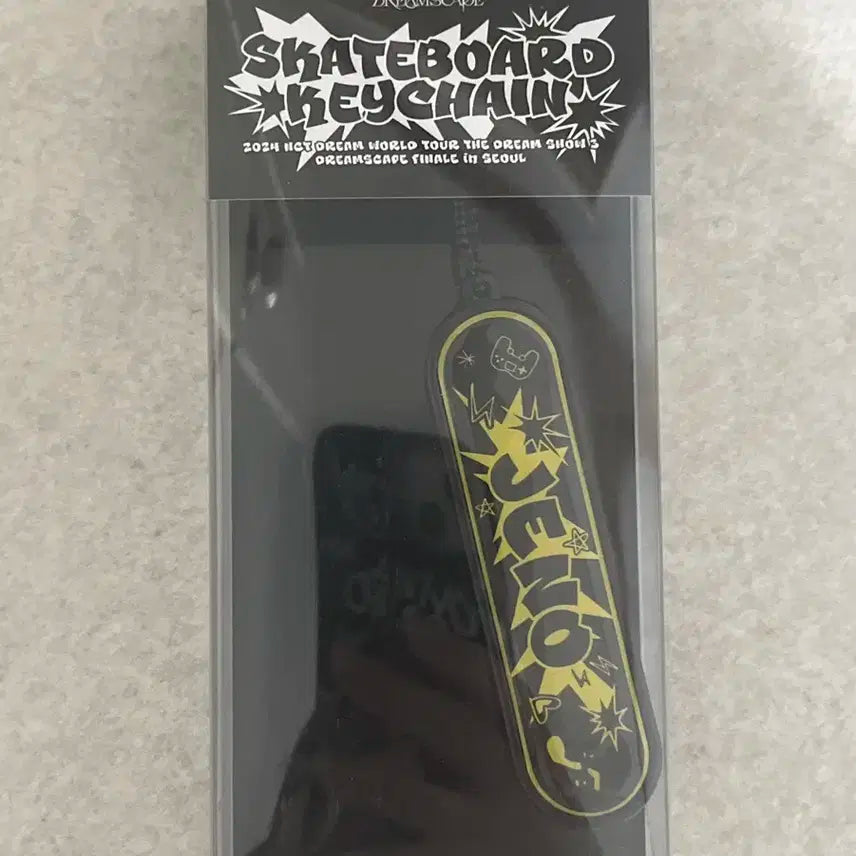 DREAMSCAPE
SKATEBOARD
KEYCHAIN
2024 NCT DREAM WORLD TOUR THE DREAM SHOW 3
DREAMSCAPE FINALE in SEOUL
JENO